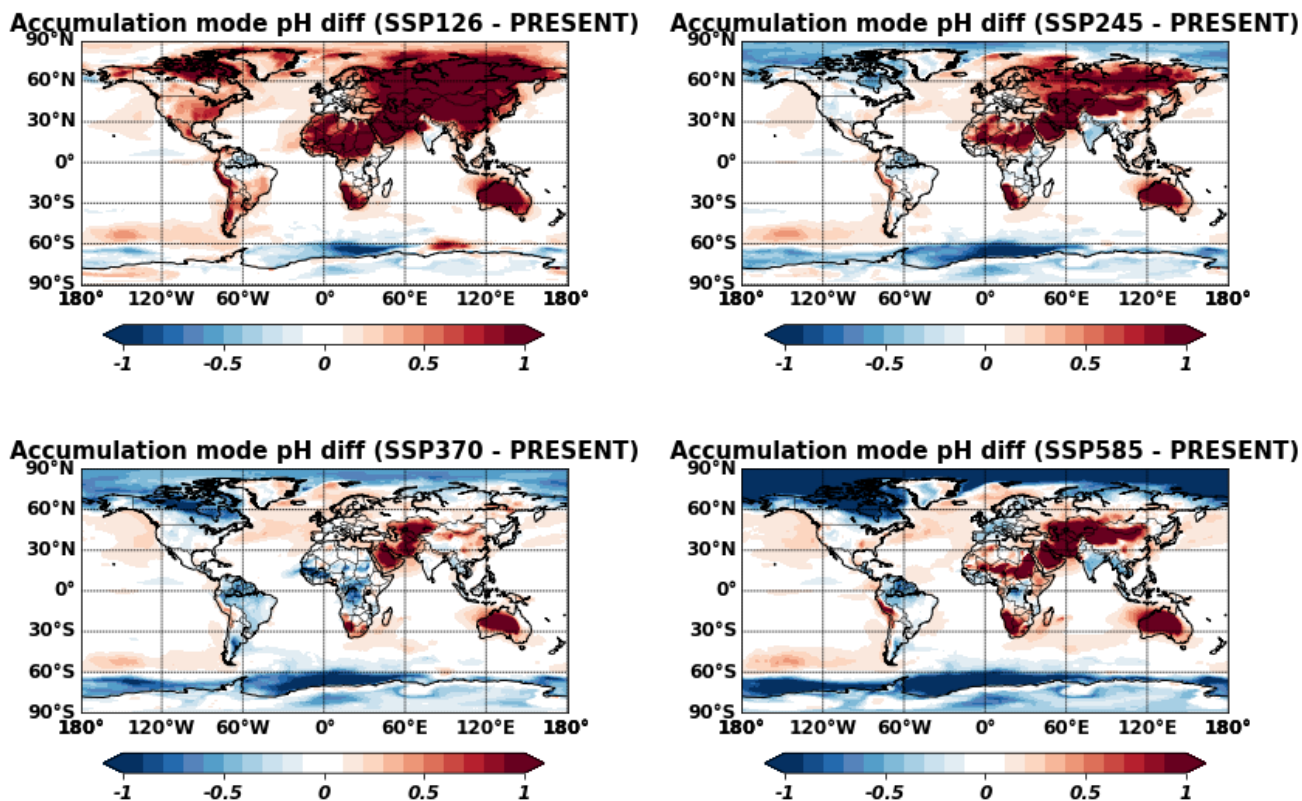 Accumulation mode pH diff (SSP126 - PRESENT)
90°N
60°N
30°N
0°
30°S
60°S
90°S
180° 120°W 60°W 0° 60°E 120°E 180°
-1 -0.5 0 0.5 1
Accumulation mode pH diff (SSP245 - PRESENT)
90°N
60°N
30°N
0°
30°S
60°S
90°S
180° 120°W 60°W 0° 60°E 120°E 180°
-1 -0.5 0 0.5 1
Accumulation mode pH diff (SSP370 - PRESENT)
90°N
60°N
30°N
0°
30°S
60°S
90°S
180° 120°W 60°W 0° 60°E 120°E 180°
-1 -0.5 0 0.5 1
Accumulation mode pH diff (SSP585 - PRESENT)
90°N
60°N
30°N
0°
30°S
60°S
90°S
180° 120°W 60°W 0° 60°E 120°E 180°
-1 -0.5 0 0.5 1